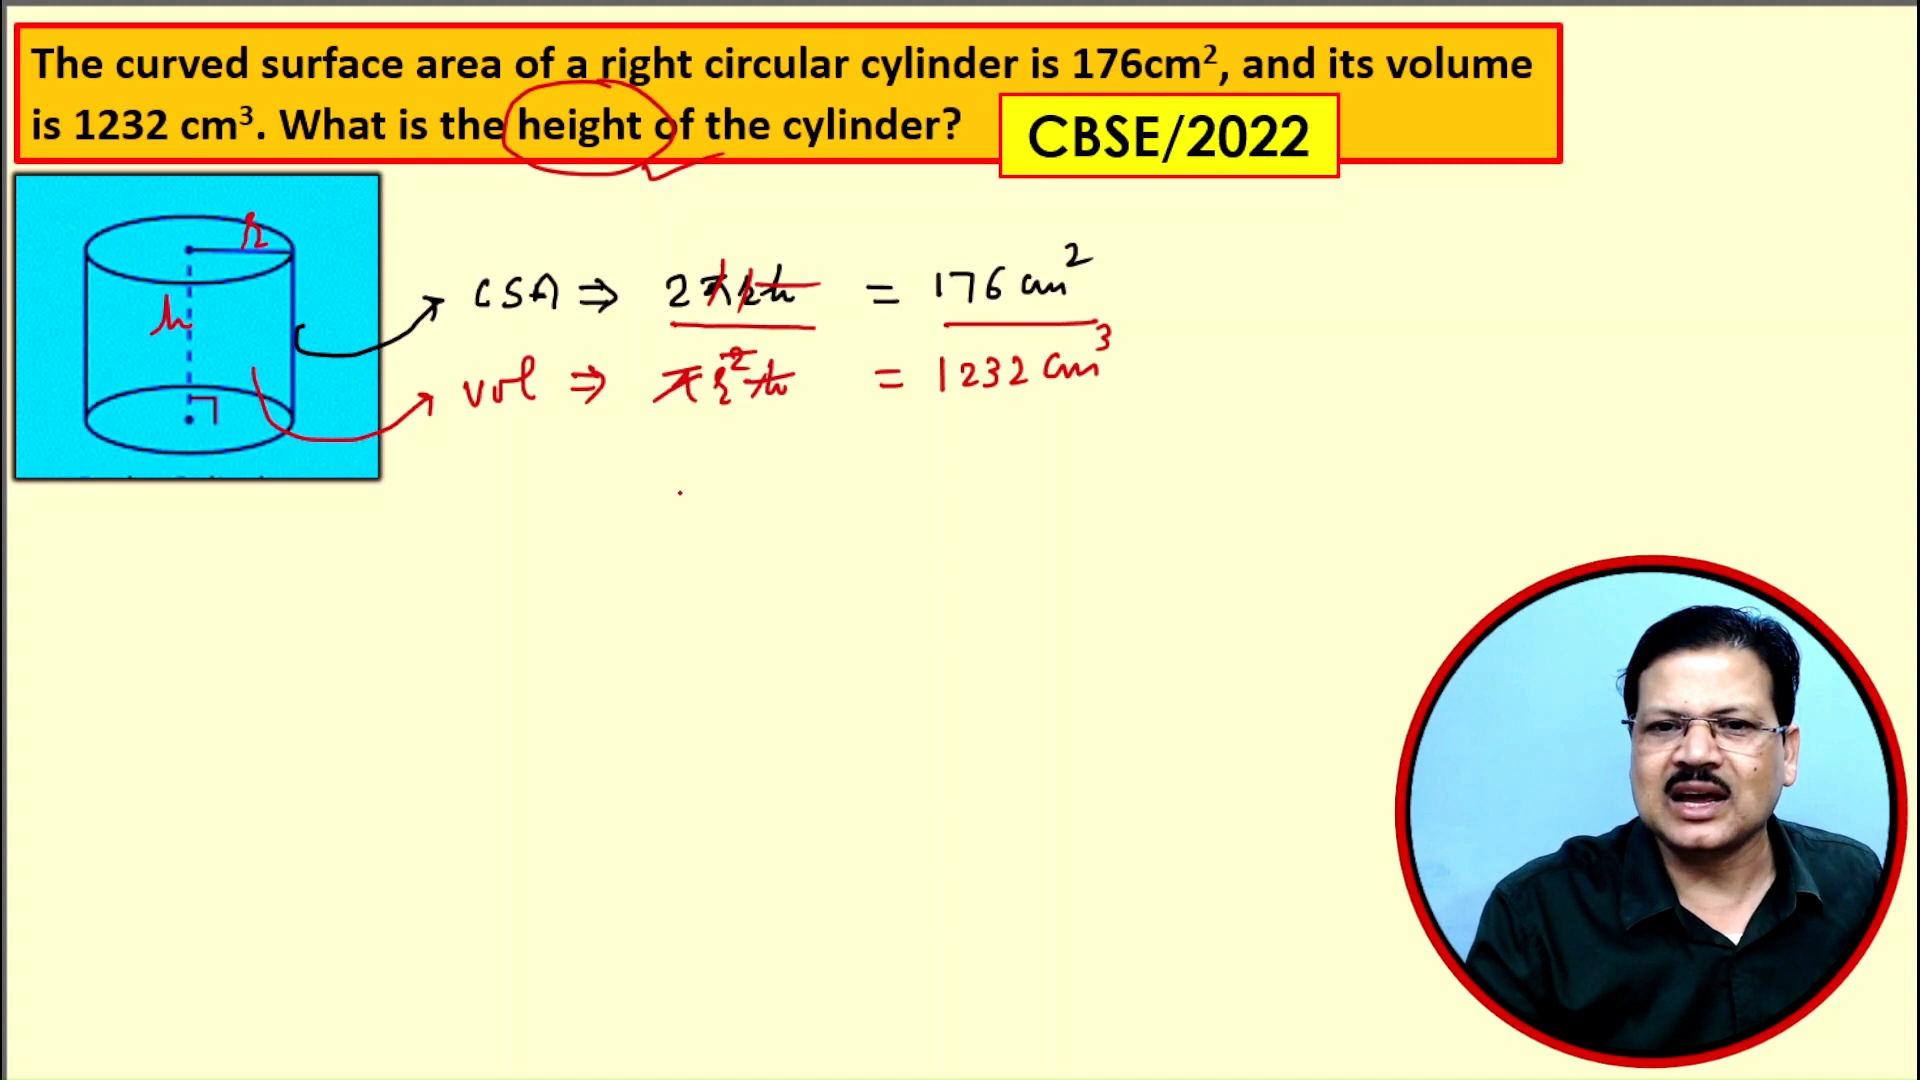 The curved surface area of a right circular cylinder is 176cm², and its volume
is 1232 cm³. What is the height of the cylinder?
CBSE/2022
r
h
CSA ⇒ 2πrh = 176 cm²
Vol ⇒ πr²h = 1232 cm³